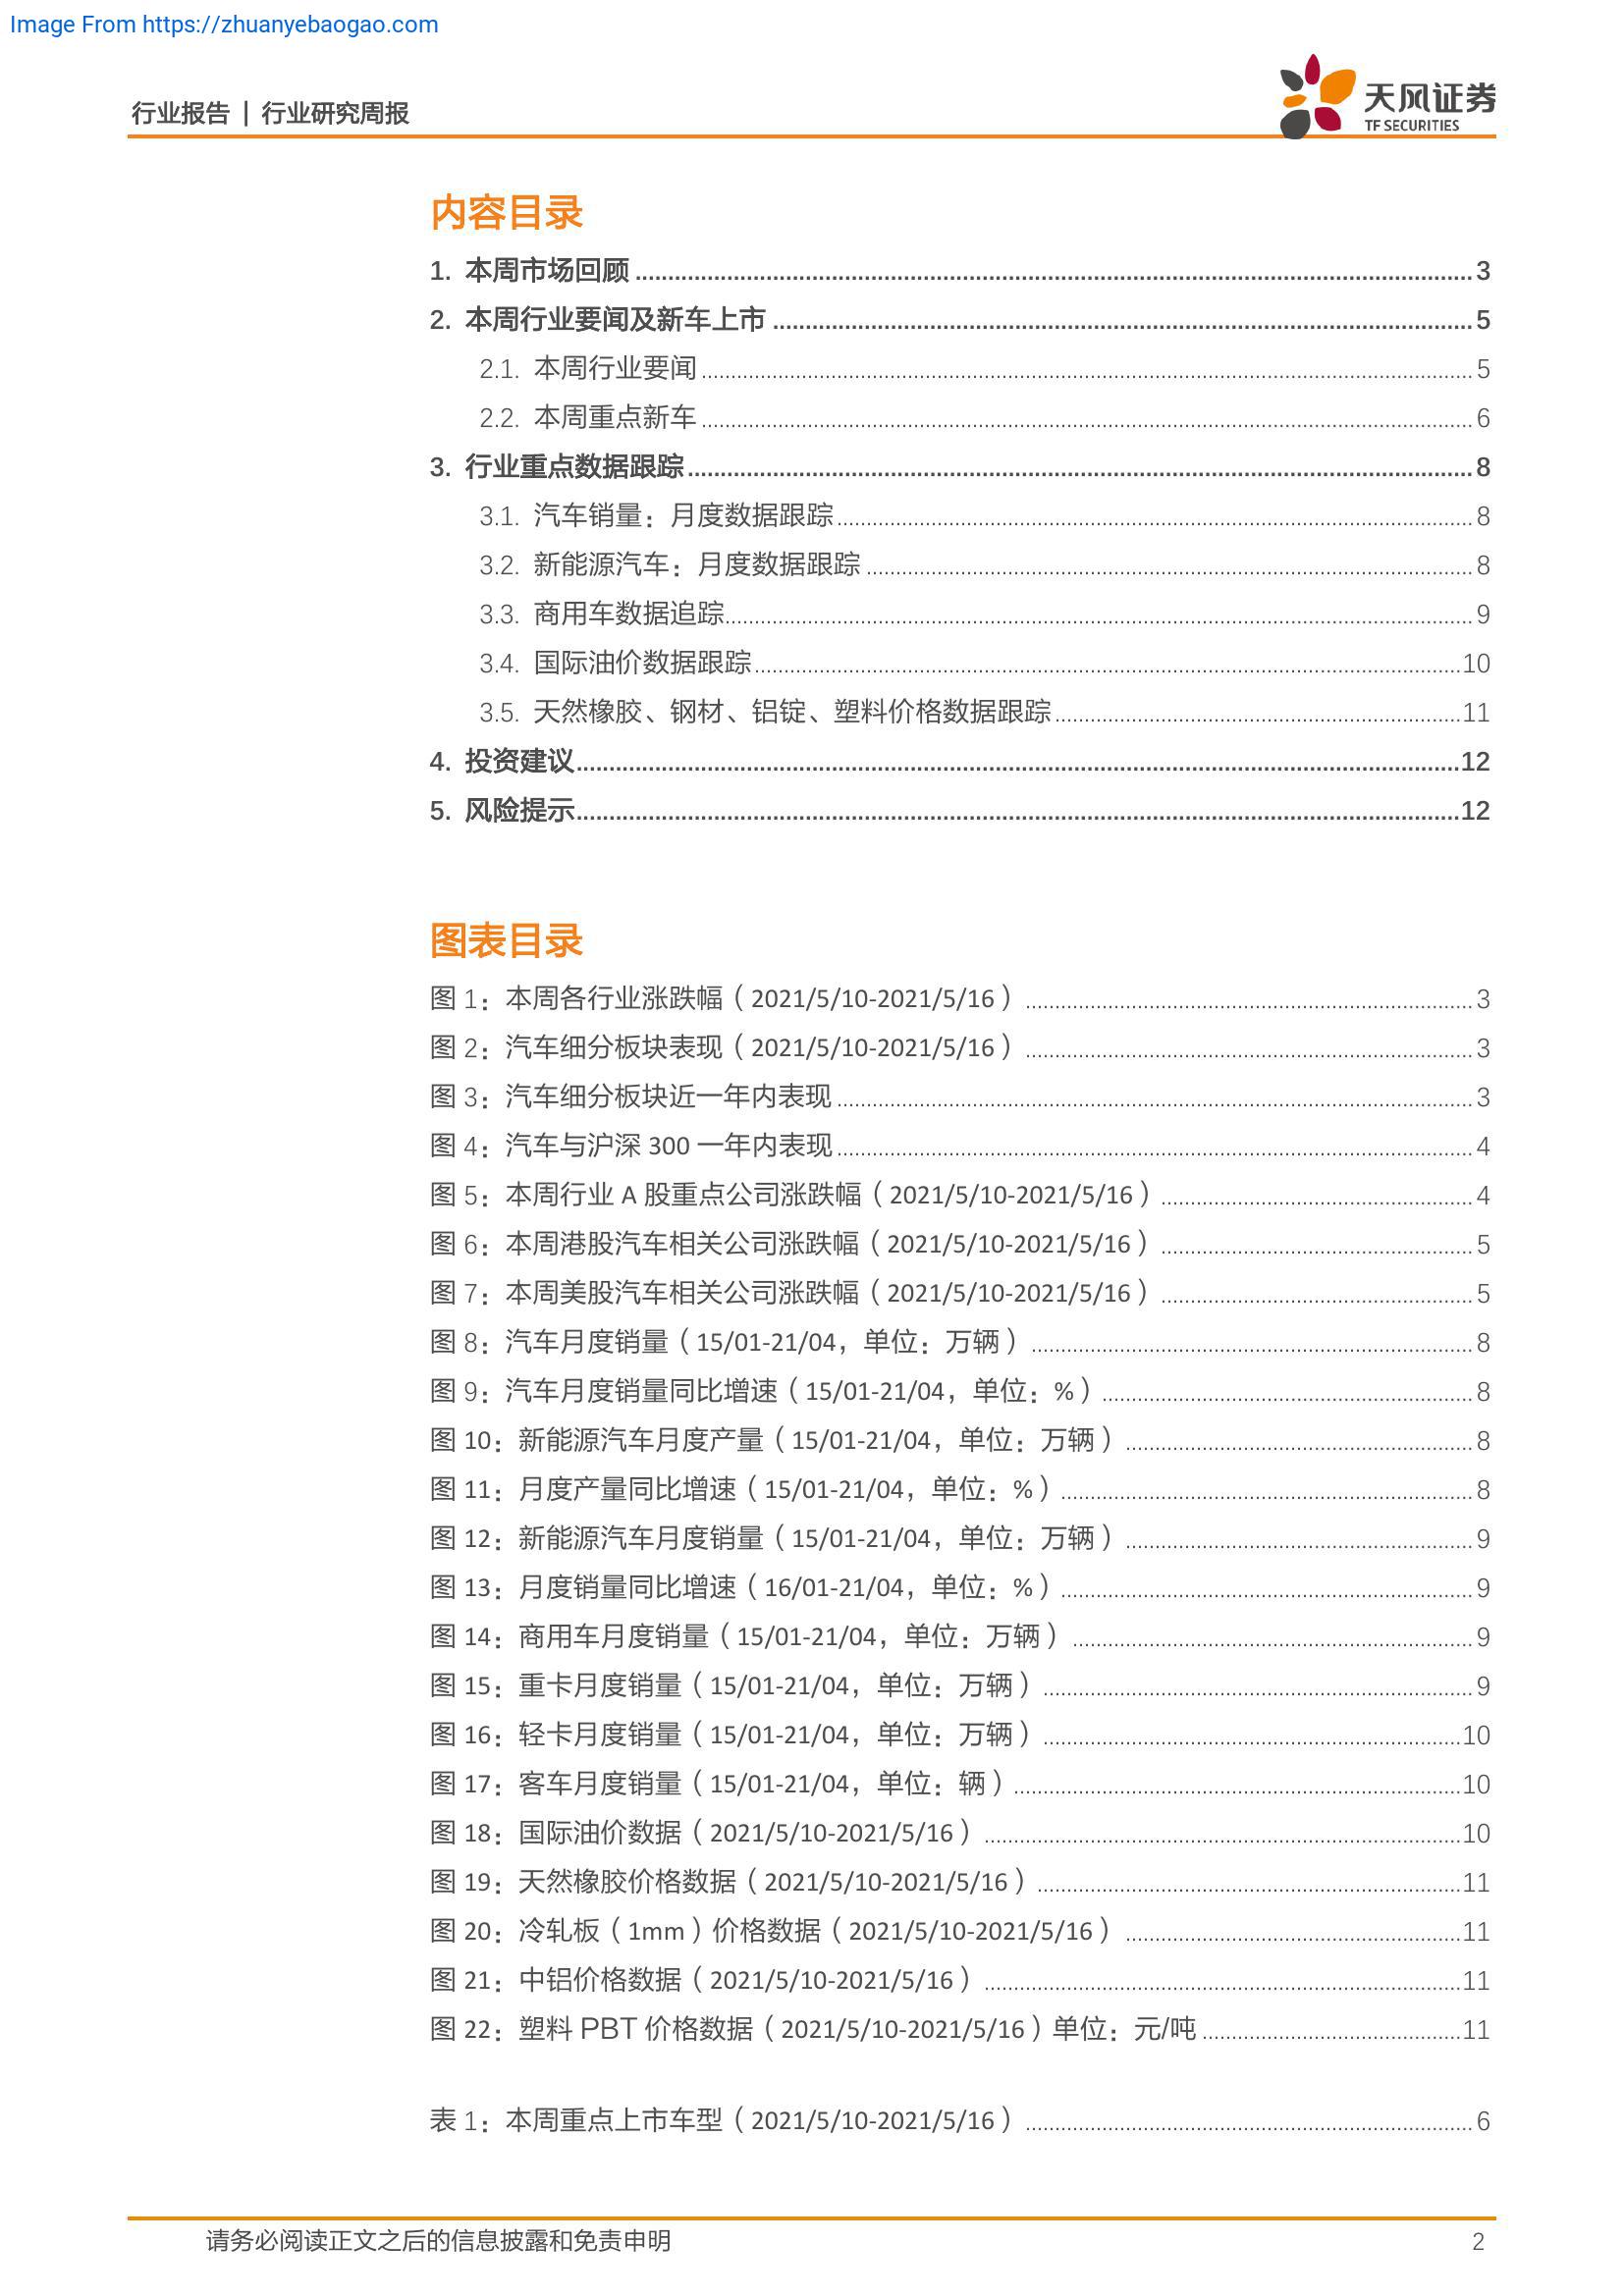 Image From https://zhuanyebaogao.com
行业报告 | 行业研究周报
天风证券
TF SECURITIES
内容目录
1. 本周市场回顾 3
2. 本周行业要闻及新车上市 5
2.1. 本周行业要闻 5
2.2. 本周重点新车 6
3. 行业重点数据跟踪 8
3.1. 汽车销量：月度数据跟踪 8
3.2. 新能源汽车：月度数据跟踪 8
3.3. 商用车数据追踪 9
3.4. 国际油价数据跟踪 10
3.5. 天然橡胶、钢材、铝锭、塑料价格数据跟踪 11
4. 投资建议 12
5. 风险提示 12
图表目录
图 1：本周各行业涨跌幅（2021/5/10-2021/5/16） 3
图 2：汽车细分板块表现（2021/5/10-2021/5/16） 3
图 3：汽车细分板块近一年内表现 3
图 4：汽车与沪深 300 一年内表现 4
图 5：本周行业 A 股重点公司涨跌幅（2021/5/10-2021/5/16） 4
图 6：本周港股汽车相关公司涨跌幅（2021/5/10-2021/5/16） 5
图 7：本周美股汽车相关公司涨跌幅（2021/5/10-2021/5/16） 5
图 8：汽车月度销量（15/01-21/04，单位：万辆） 8
图 9：汽车月度销量同比增速（15/01-21/04，单位：%） 8
图 10：新能源汽车月度产量（15/01-21/04，单位：万辆） 8
图 11：月度产量同比增速（15/01-21/04，单位：%） 8
图 12：新能源汽车月度销量（15/01-21/04，单位：万辆） 9
图 13：月度销量同比增速（16/01-21/04，单位：%） 9
图 14：商用车月度销量（15/01-21/04，单位：万辆） 9
图 15：重卡月度销量（15/01-21/04，单位：万辆） 9
图 16：轻卡月度销量（15/01-21/04，单位：万辆） 10
图 17：客车月度销量（15/01-21/04，单位：辆） 10
图 18：国际油价数据（2021/5/10-2021/5/16） 10
图 19：天然橡胶价格数据（2021/5/10-2021/5/16） 11
图 20：冷轧板（1mm）价格数据（2021/5/10-2021/5/16） 11
图 21：中铝价格数据（2021/5/10-2021/5/16） 11
图 22：塑料 PBT 价格数据（2021/5/10-2021/5/16）单位：元/吨 11
表 1：本周重点上市车型（2021/5/10-2021/5/16） 6
请务必阅读正文之后的信息披露和免责申明 2